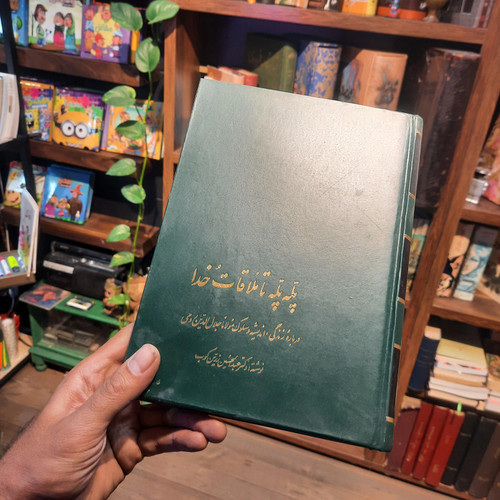 پله پله تا ملاقات خدا
دربارهٔ زندگی، اندیشه و سلوک مولانا جلال‌الدین رومی
نوشتهٔ: دکتر عبدالحسین زرین کوب